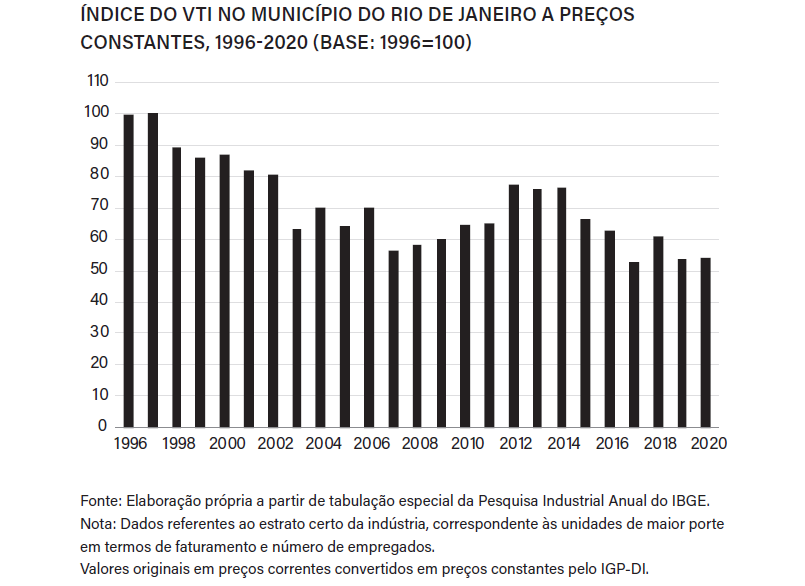 ÍNDICE DO VTI NO MUNICÍPIO DO RIO DE JANEIRO A PREÇOS
CONSTANTES, 1996-2020 (BASE: 1996=100)
110
100
90
80
70
60
50
40
30
20
10
0
1996 1998 2000 2002 2004 2006 2008 2010 2012 2014 2016 2018 2020
Fonte: Elaboração própria a partir de tabulação especial da Pesquisa Industrial Anual do IBGE.
Nota: Dados referentes ao estrato certo da indústria, correspondente às unidades de maior porte
em termos de faturamento e número de empregados.
Valores originais em preços correntes convertidos em preços constantes pelo IGP-DI.